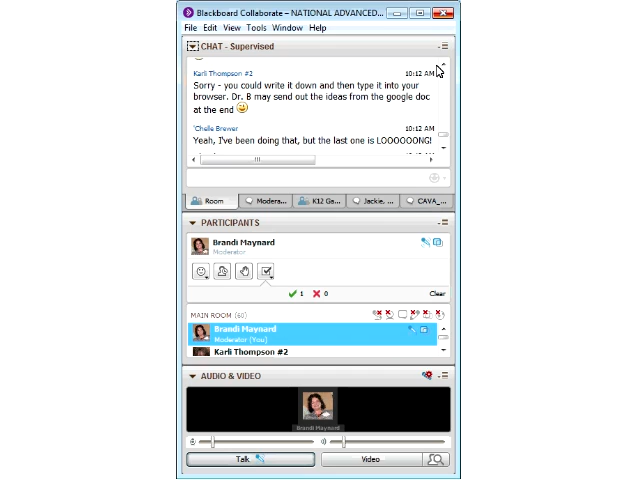 Blackboard Collaborate – NATIONAL ADVANCED...
File Edit View Tools Window Help
CHAT - Supervised
Karli Thompson #2 10:12 AM
Sorry - you could write it down and then type it into your
browser. Dr. B may send out the ideas from the google doc
at the end
'Chelle Brewer 10:12 AM
Yeah, I've been doing that, but the last one is LOOOOOONG!
Room Modera... K12 Ga... Jackie, ... CAVA_...
PARTICIPANTS
Brandi Maynard
Moderator
1 0 Clear
MAIN ROOM (60)
Brandi Maynard
Moderator (You)
Karli Thompson #2
AUDIO & VIDEO
Brandi Maynard
Talk Video